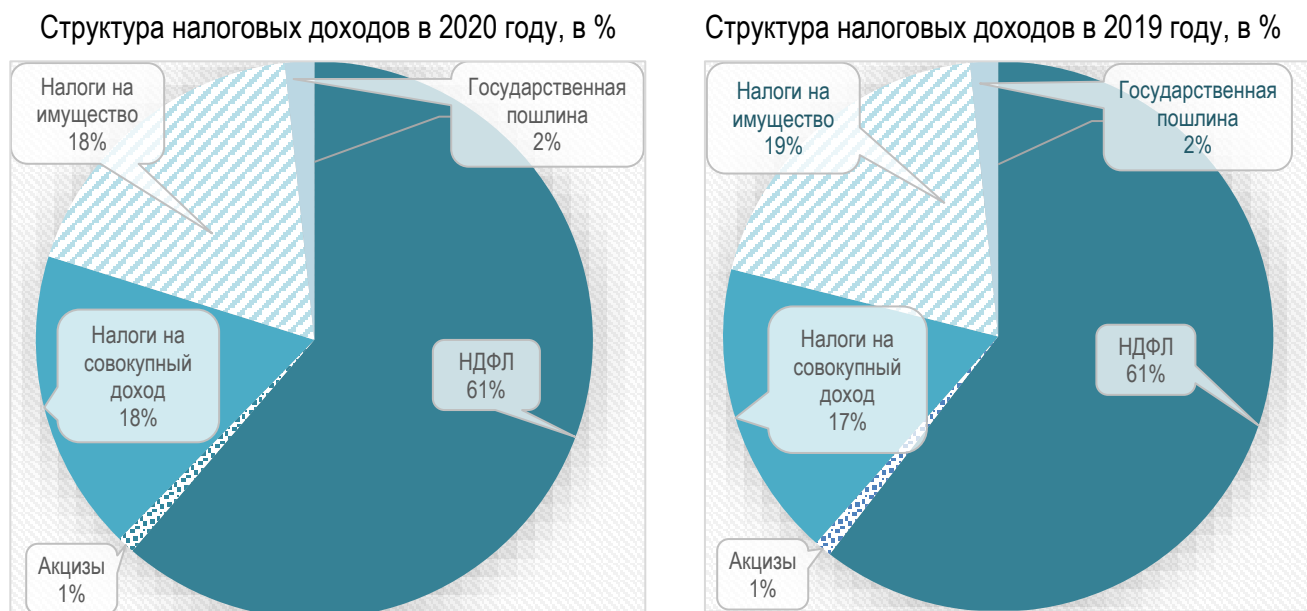 Структура налоговых доходов в 2020 году, в %
Налоги на
имущество
18%
Государственная
пошлина
2%
Налоги на
совокупный
доход
18%
НДФЛ
61%
Акцизы
1%
Структура налоговых доходов в 2019 году, в %
Налоги на
имущество
19%
Государственная
пошлина
2%
Налоги на
совокупный
доход
17%
НДФЛ
61%
Акцизы
1%